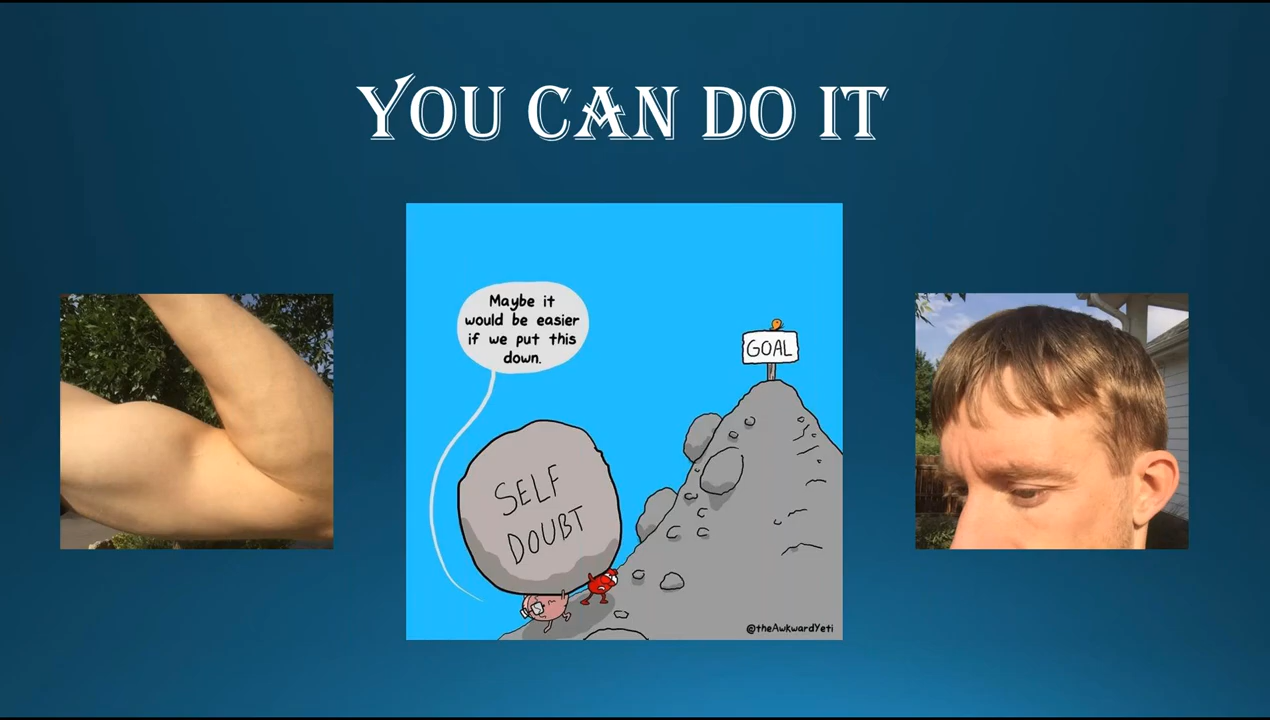 YOU CAN DO IT
Maybe it
would be easier
if we put this
down.
GOAL
SELF
DOUBT
@theAwkwardYeti